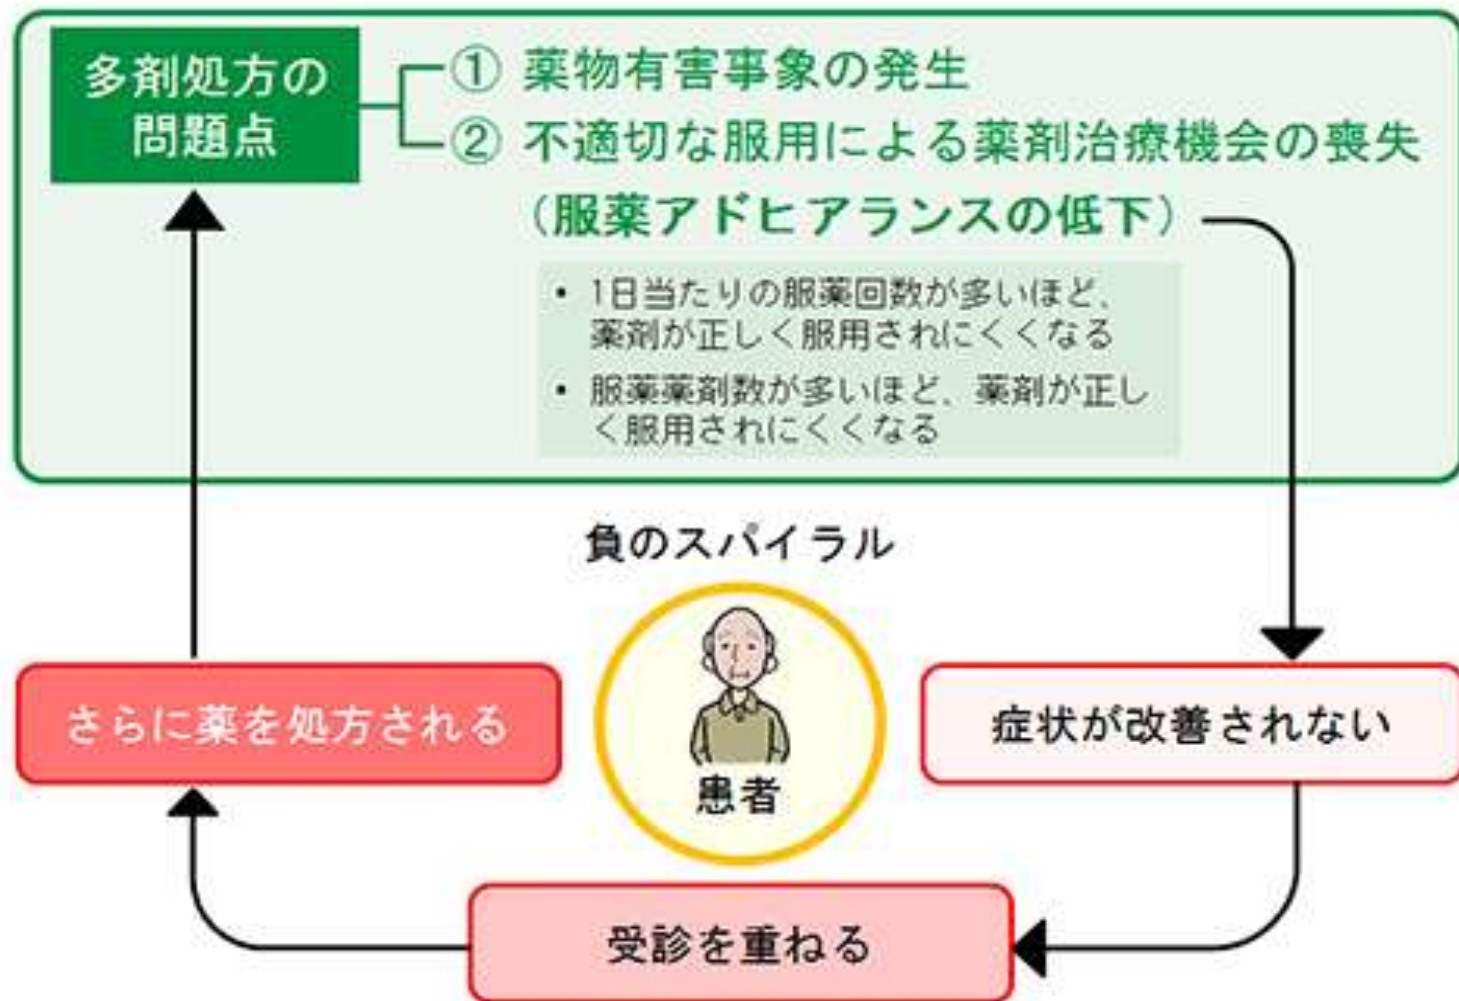 多剤処方の
問題点
① 薬物有害事象の発生
② 不適切な服用による薬剤治療機会の喪失
（服薬アドヒアランスの低下）
• 1日当たりの服薬回数が多いほど、
薬剤が正しく服用されにくくなる
• 服薬薬剤数が多いほど、薬剤が正し
く服用されにくくなる
負のスパイラル
さらに薬を処方される
患者
症状が改善されない
受診を重ねる